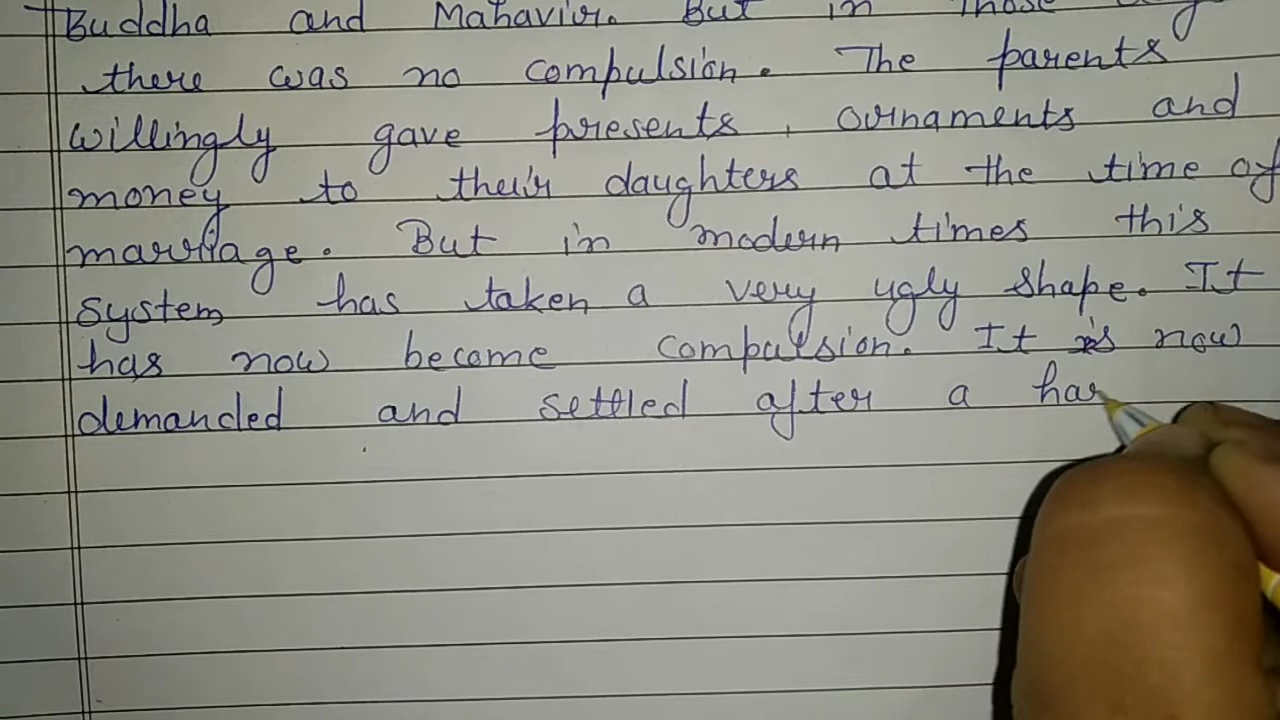 Buddha and Mahavir. But in those
there was no compulsion. The parents
willingly gave presents, ornaments and
money to their daughters at the time of
marriage. But in modern times this
system has taken a very ugly shape. It
has now become compulsion. It is now
demanded and settled after a har